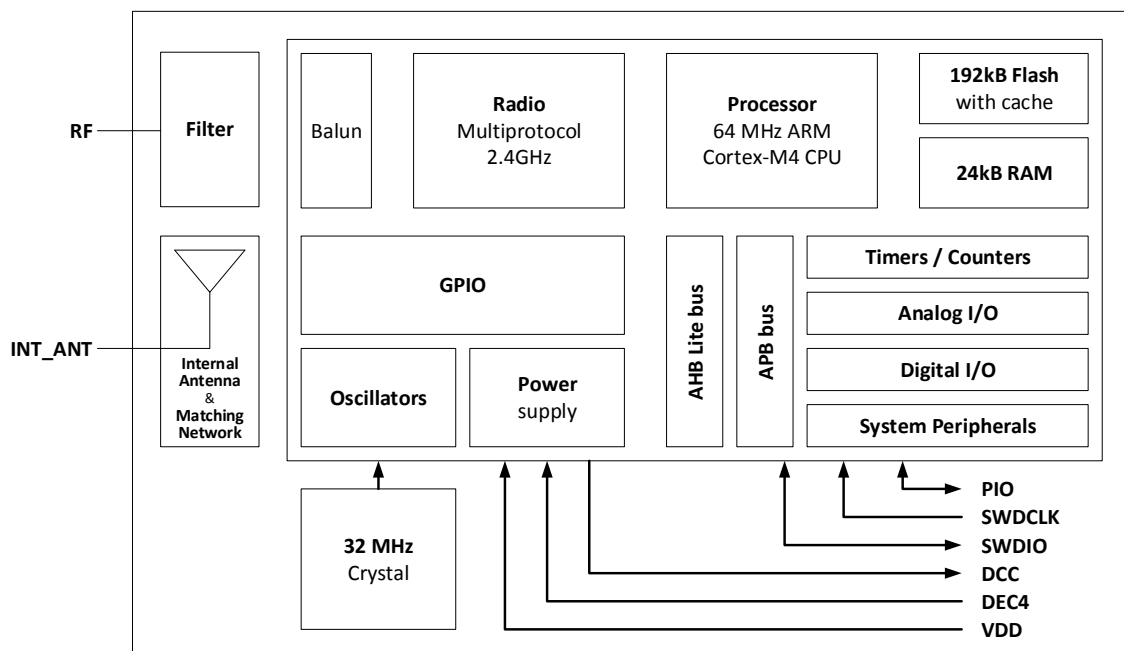 RF
Filter
Balun
Radio
Multiprotocol
2.4GHz
Processor
64 MHz ARM
Cortex-M4 CPU
192kB Flash
with cache
24kB RAM
INT_ANT
Internal
Antenna
&
Matching
Network
GPIO
Oscillators
Power
supply
AHB Lite bus
APB bus
Timers / Counters
Analog I/O
Digital I/O
System Peripherals
32 MHz
Crystal
PIO
SWDCLK
SWDIO
DCC
DEC4
VDD